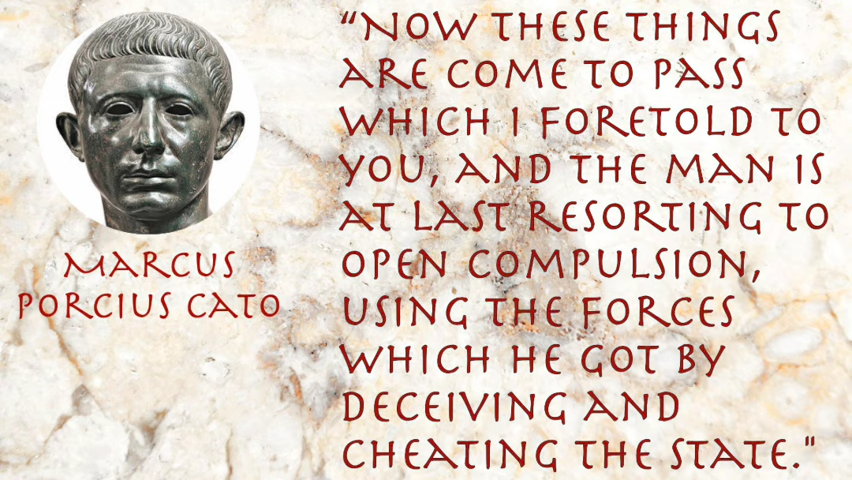 MARCUS
PORCIUS CATO
“NOW THESE THINGS
ARE COME TO PASS
WHICH I FORETOLD TO
YOU, AND THE MAN IS
AT LAST RESORTING TO
OPEN COMPULSION,
USING THE FORCES
WHICH HE GOT BY
DECEIVING AND
CHEATING THE STATE."